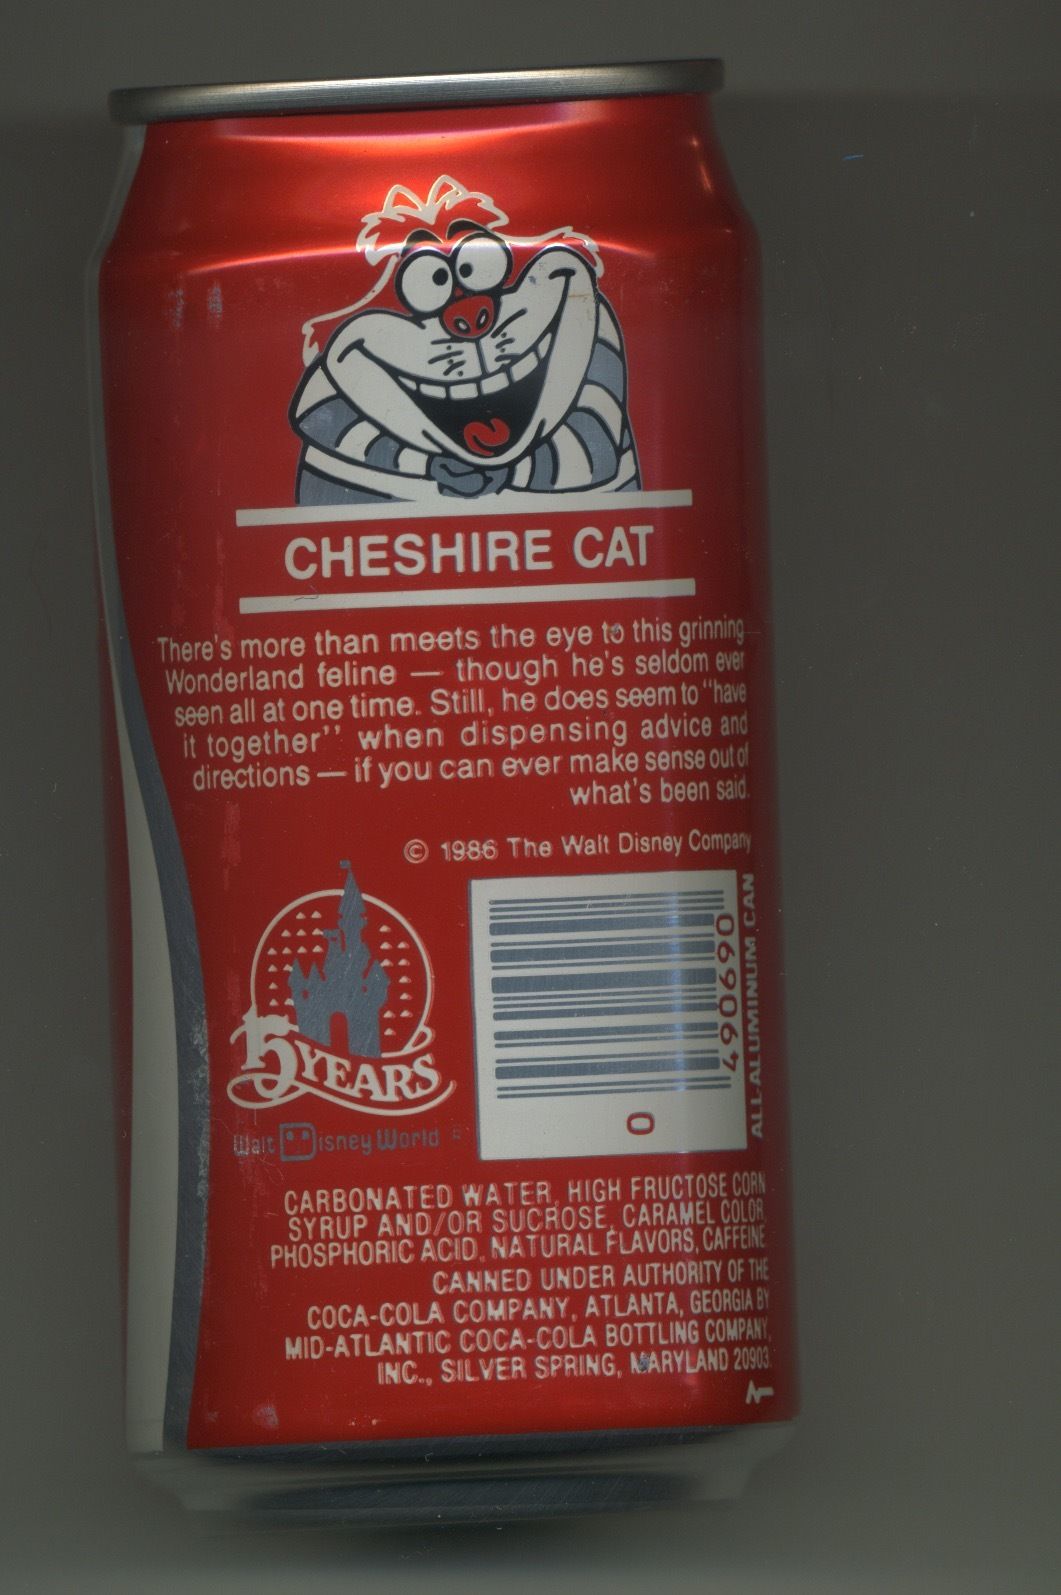 CHESHIRE CAT
There's more than meets the eye to this grinning
Wonderland feline — though he's seldom ever
seen all at one time. Still, he does seem to "have
it together" when dispensing advice and
directions — if you can ever make sense out of
what's been said.
© 1986 The Walt Disney Company
15 YEARS
Walt Disney World
490690
0
ALL-ALUMINUM CAN
CARBONATED WATER, HIGH FRUCTOSE CORN
SYRUP AND/OR SUCROSE, CARAMEL COLOR,
PHOSPHORIC ACID, NATURAL FLAVORS, CAFFEINE
CANNED UNDER AUTHORITY OF THE
COCA-COLA COMPANY, ATLANTA, GEORGIA BY
MID-ATLANTIC COCA-COLA BOTTLING COMPANY,
INC., SILVER SPRING, MARYLAND 20903.